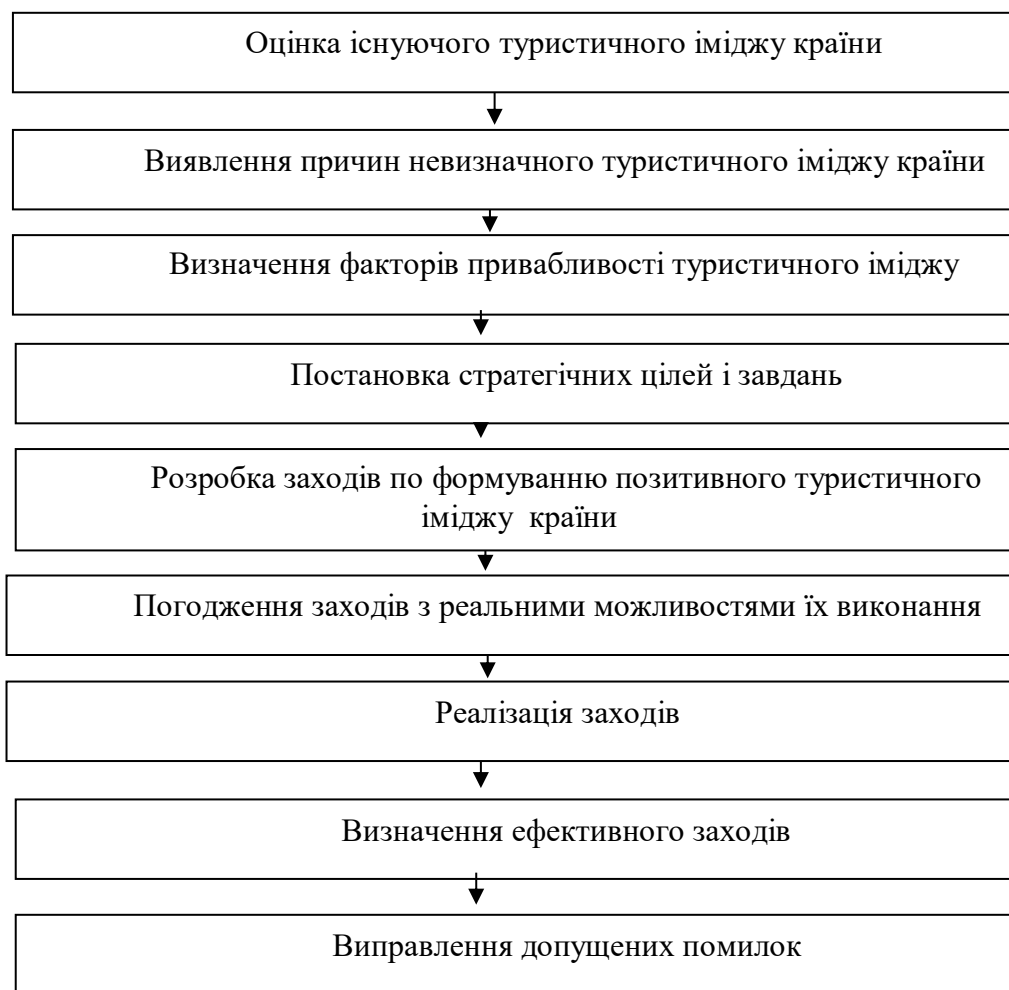 Оцінка існуючого туристичного іміджу країни
Виявлення причин невизначного туристичного іміджу країни
Визначення факторів привабливості туристичного іміджу
Постановка стратегічних цілей і завдань
Розробка заходів по формуванню позитивного туристичного
іміджу країни
Погодження заходів з реальними можливостями їх виконання
Реалізація заходів
Визначення ефективного заходів
Виправлення допущених помилок